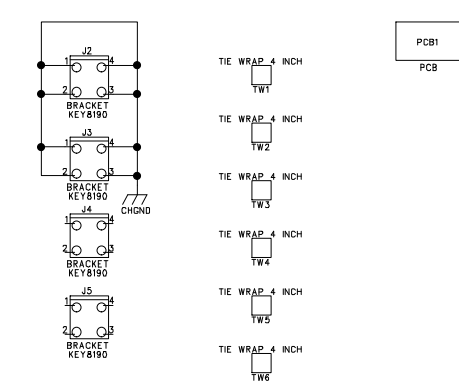 J2
1 4
2 3
BRACKET
KEY8190
J3
1 4
2 3
BRACKET
KEY8190
CHGND
J4
1 4
2 3
BRACKET
KEY8190
J5
1 4
2 3
BRACKET
KEY8190
TIE WRAP 4 INCH
TW1
TIE WRAP 4 INCH
TW2
TIE WRAP 4 INCH
TW3
TIE WRAP 4 INCH
TW4
TIE WRAP 4 INCH
TW5
TIE WRAP 4 INCH
TW6
PCB1
PCB